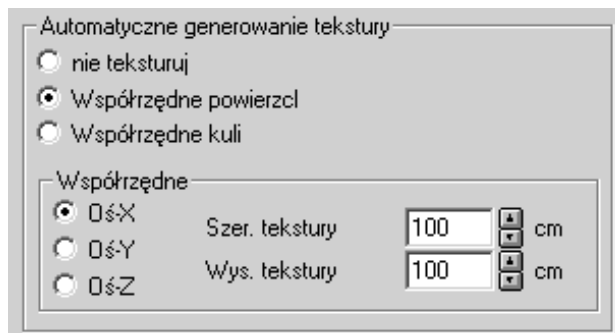 Automatyczne generowanie tekstury
nie teksturuj
Współrzędne powierzcl
Współrzędne kuli
Współrzędne
Oś-X
Oś-Y
Oś-Z
Szer. tekstury 100 cm
Wys. tekstury 100 cm